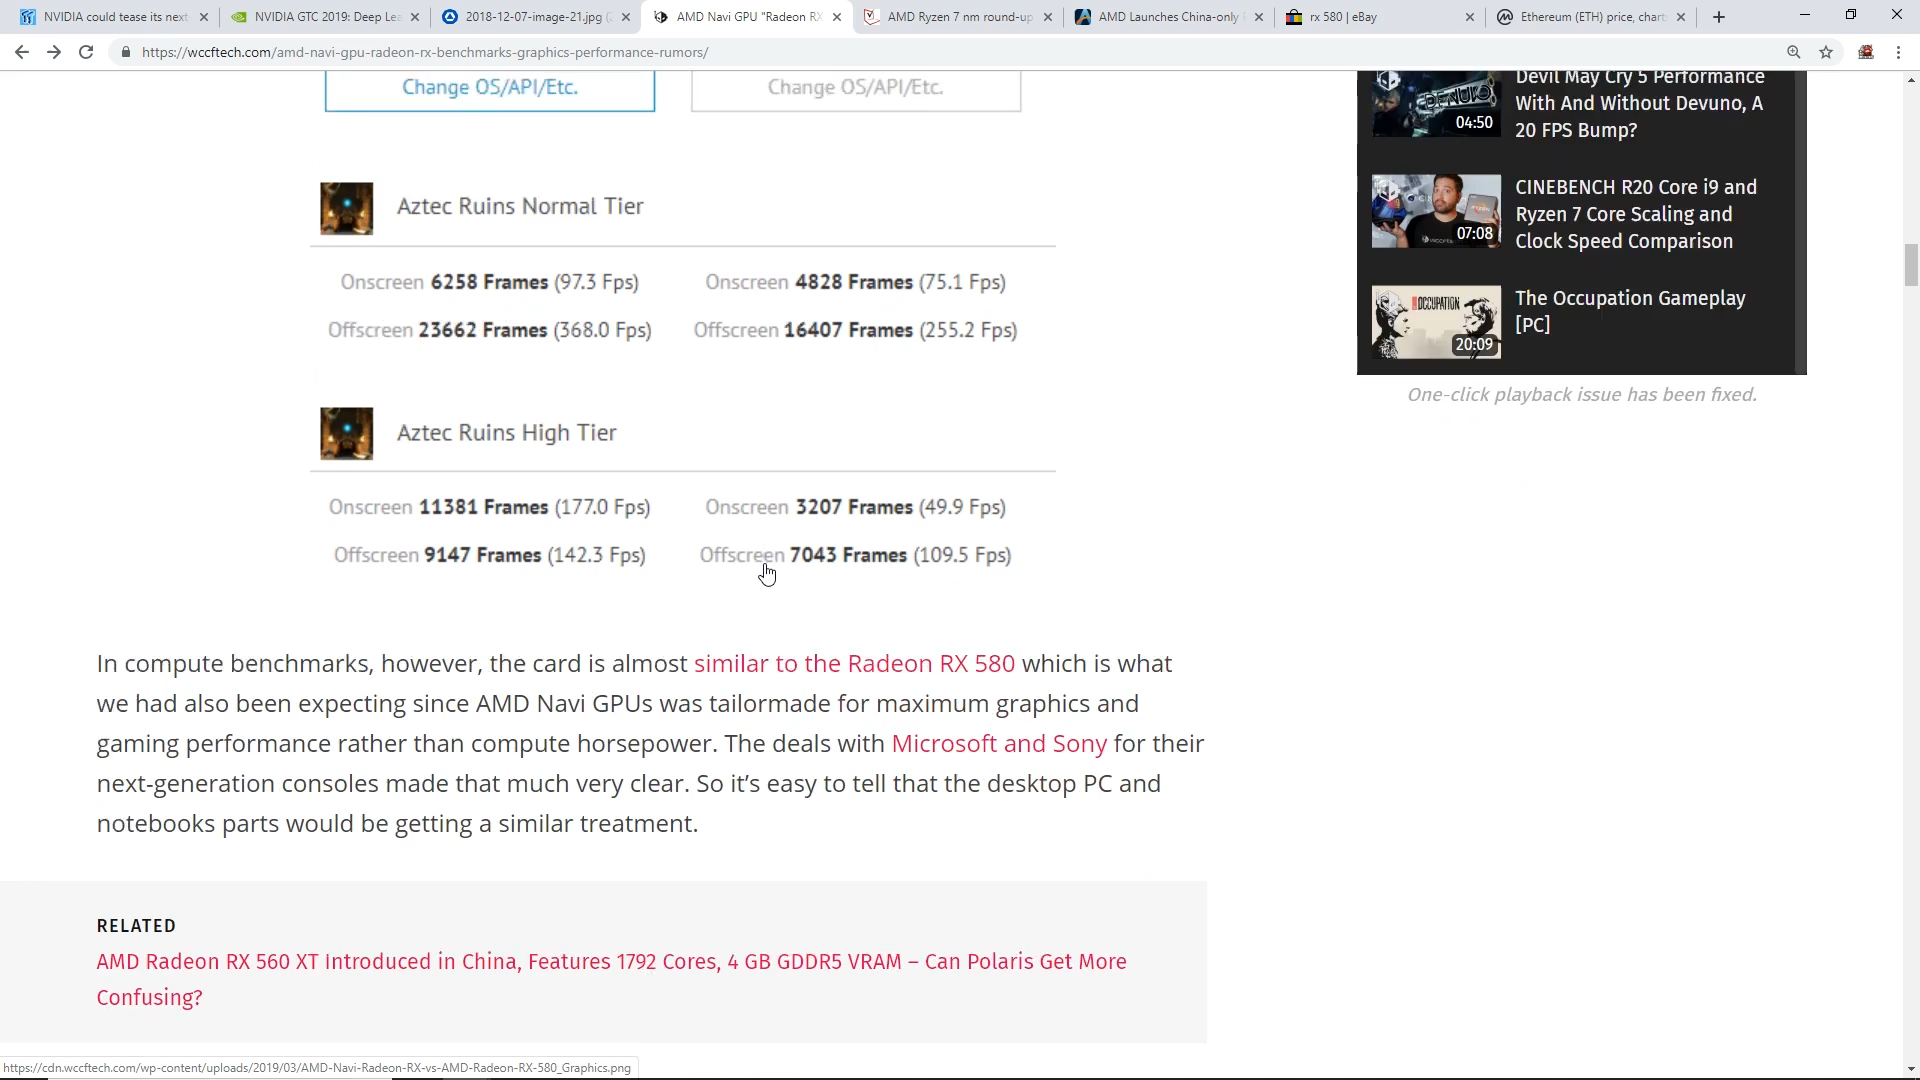 NVIDIA could tease its next
NVIDIA GTC 2019: Deep Lea
2018-12-07-image-21.jpg (
AMD Navi GPU "Radeon RX
AMD Ryzen 7 nm round-up
AMD Launches China-only
rx 580 | eBay
Ethereum (ETH) price, chart
https://wccftech.com/amd-navi-gpu-radeon-rx-benchmarks-graphics-performance-rumors/
Change OS/API/Etc.
Change OS/API/Etc.
Aztec Ruins Normal Tier
Onscreen 6258 Frames (97.3 Fps)
Onscreen 4828 Frames (75.1 Fps)
Offscreen 23662 Frames (368.0 Fps)
Offscreen 16407 Frames (255.2 Fps)
Aztec Ruins High Tier
Onscreen 11381 Frames (177.0 Fps)
Onscreen 3207 Frames (49.9 Fps)
Offscreen 9147 Frames (142.3 Fps)
Offscreen 7043 Frames (109.5 Fps)
In compute benchmarks, however, the card is almost similar to the Radeon RX 580 which is what
we had also been expecting since AMD Navi GPUs was tailormade for maximum graphics and
gaming performance rather than compute horsepower. The deals with Microsoft and Sony for their
next-generation consoles made that much very clear. So it's easy to tell that the desktop PC and
notebooks parts would be getting a similar treatment.
RELATED
AMD Radeon RX 560 XT Introduced in China, Features 1792 Cores, 4 GB GDDR5 VRAM – Can Polaris Get More
Confusing?
DENUVO
04:50
Devil May Cry 5 Performance
With And Without Devuno, A
20 FPS Bump?
07:08
CINEBENCH R20 Core i9 and
Ryzen 7 Core Scaling and
Clock Speed Comparison
OCCUPATION
20:09
The Occupation Gameplay
[PC]
One-click playback issue has been fixed.
https://cdn.wccftech.com/wp-content/uploads/2019/03/AMD-Navi-Radeon-RX-vs-AMD-Radeon-RX-580_Graphics.png